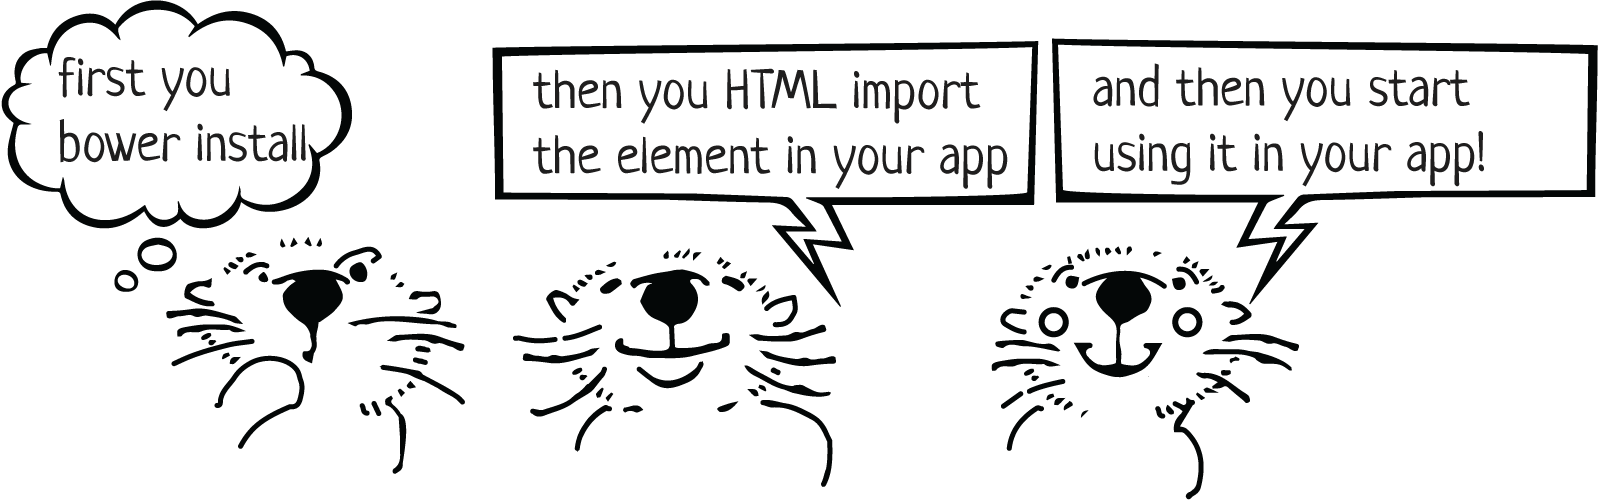 first you
bower install
then you HTML import
the element in your app
and then you start
using it in your app!